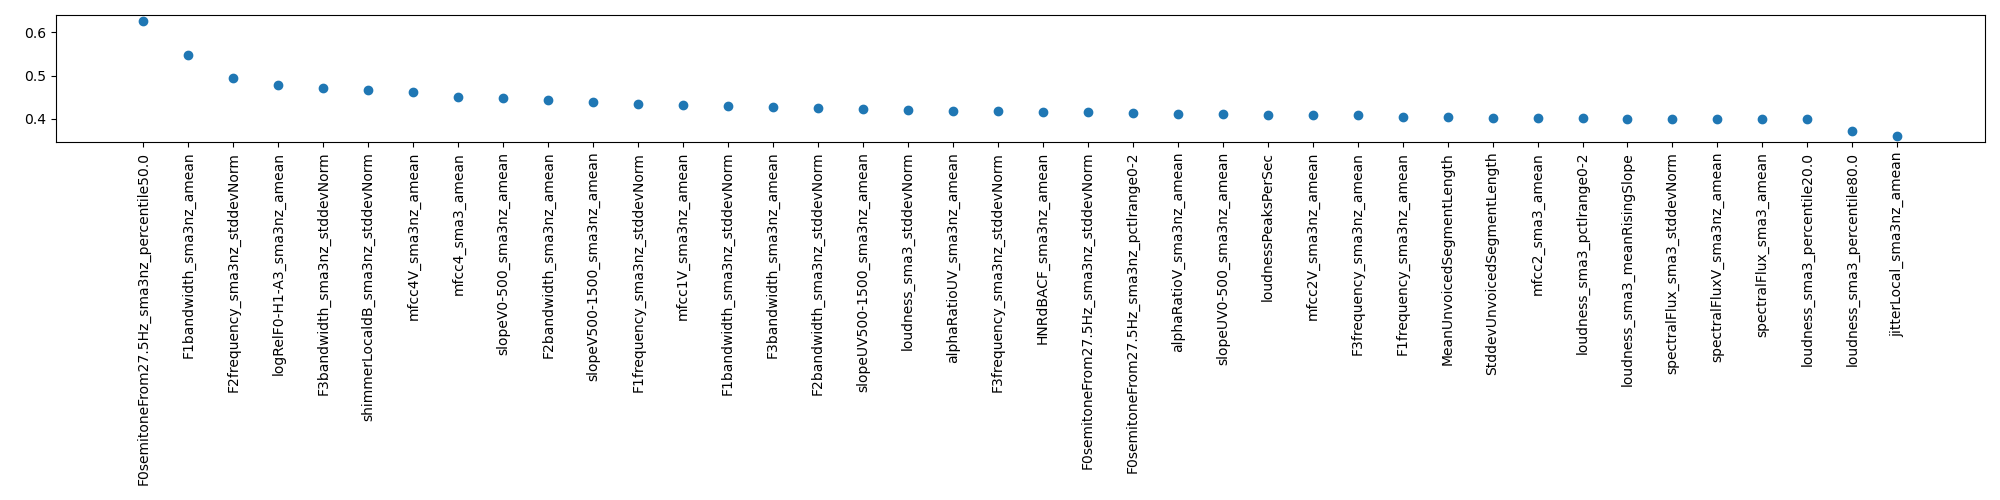 0.6
0.5
0.4
F0semitoneFrom27.5Hz_sma3nz_percentile50.0
F1bandwidth_sma3nz_amean
F2frequency_sma3nz_stddevNorm
logRelF0-H1-A3_sma3nz_amean
F3bandwidth_sma3nz_stddevNorm
shimmerLocaldB_sma3nz_stddevNorm
mfcc4V_sma3nz_amean
mfcc4_sma3_amean
slopeV0-500_sma3nz_amean
F2bandwidth_sma3nz_amean
slopeV500-1500_sma3nz_amean
F1frequency_sma3nz_stddevNorm
mfcc1V_sma3nz_amean
F1bandwidth_sma3nz_stddevNorm
F3bandwidth_sma3nz_amean
F2bandwidth_sma3nz_stddevNorm
slopeUV500-1500_sma3nz_amean
loudness_sma3_stddevNorm
alphaRatioUV_sma3nz_amean
F3frequency_sma3nz_stddevNorm
HNRdBACF_sma3nz_amean
F0semitoneFrom27.5Hz_sma3nz_stddevNorm
F0semitoneFrom27.5Hz_sma3nz_pctlrange0-2
alphaRatioV_sma3nz_amean
slopeUV0-500_sma3nz_amean
loudnessPeaksPerSec
mfcc2V_sma3nz_amean
F3frequency_sma3nz_amean
F1frequency_sma3nz_amean
MeanUnvoicedSegmentLength
StddevUnvoicedSegmentLength
mfcc2_sma3_amean
loudness_sma3_pctlrange0-2
loudness_sma3_meanRisingSlope
spectralFlux_sma3_stddevNorm
spectralFluxV_sma3nz_amean
spectralFlux_sma3_amean
loudness_sma3_percentile20.0
loudness_sma3_percentile80.0
jitterLocal_sma3nz_amean